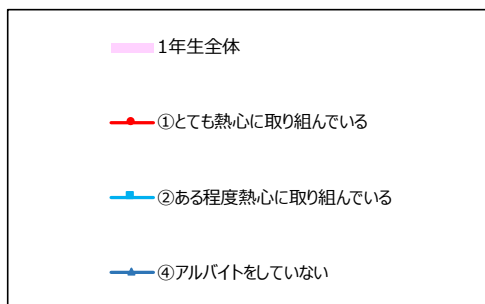 1年生全体
①とても熱心に取り組んでいる
②ある程度熱心に取り組んでいる
④アルバイトをしていない